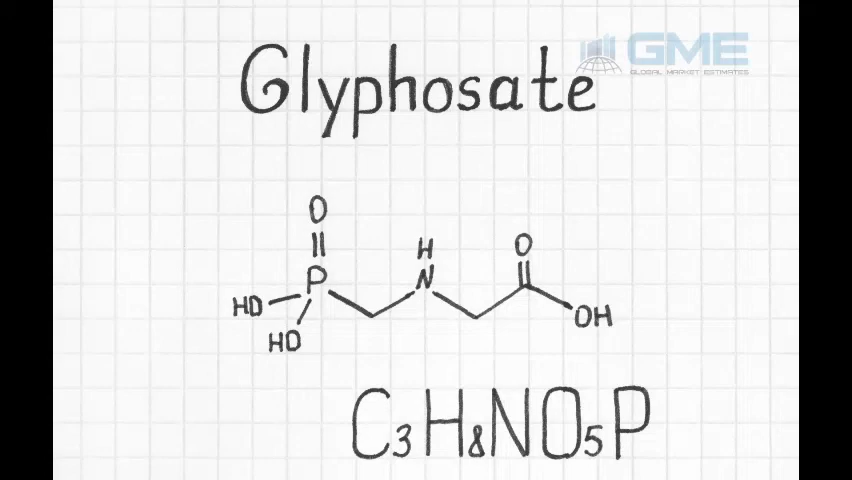 Glyphosate
GME
GLOBAL MARKET ESTIMATES
O
H
P
N
O
HO
HO
OH
C3H8NO5P